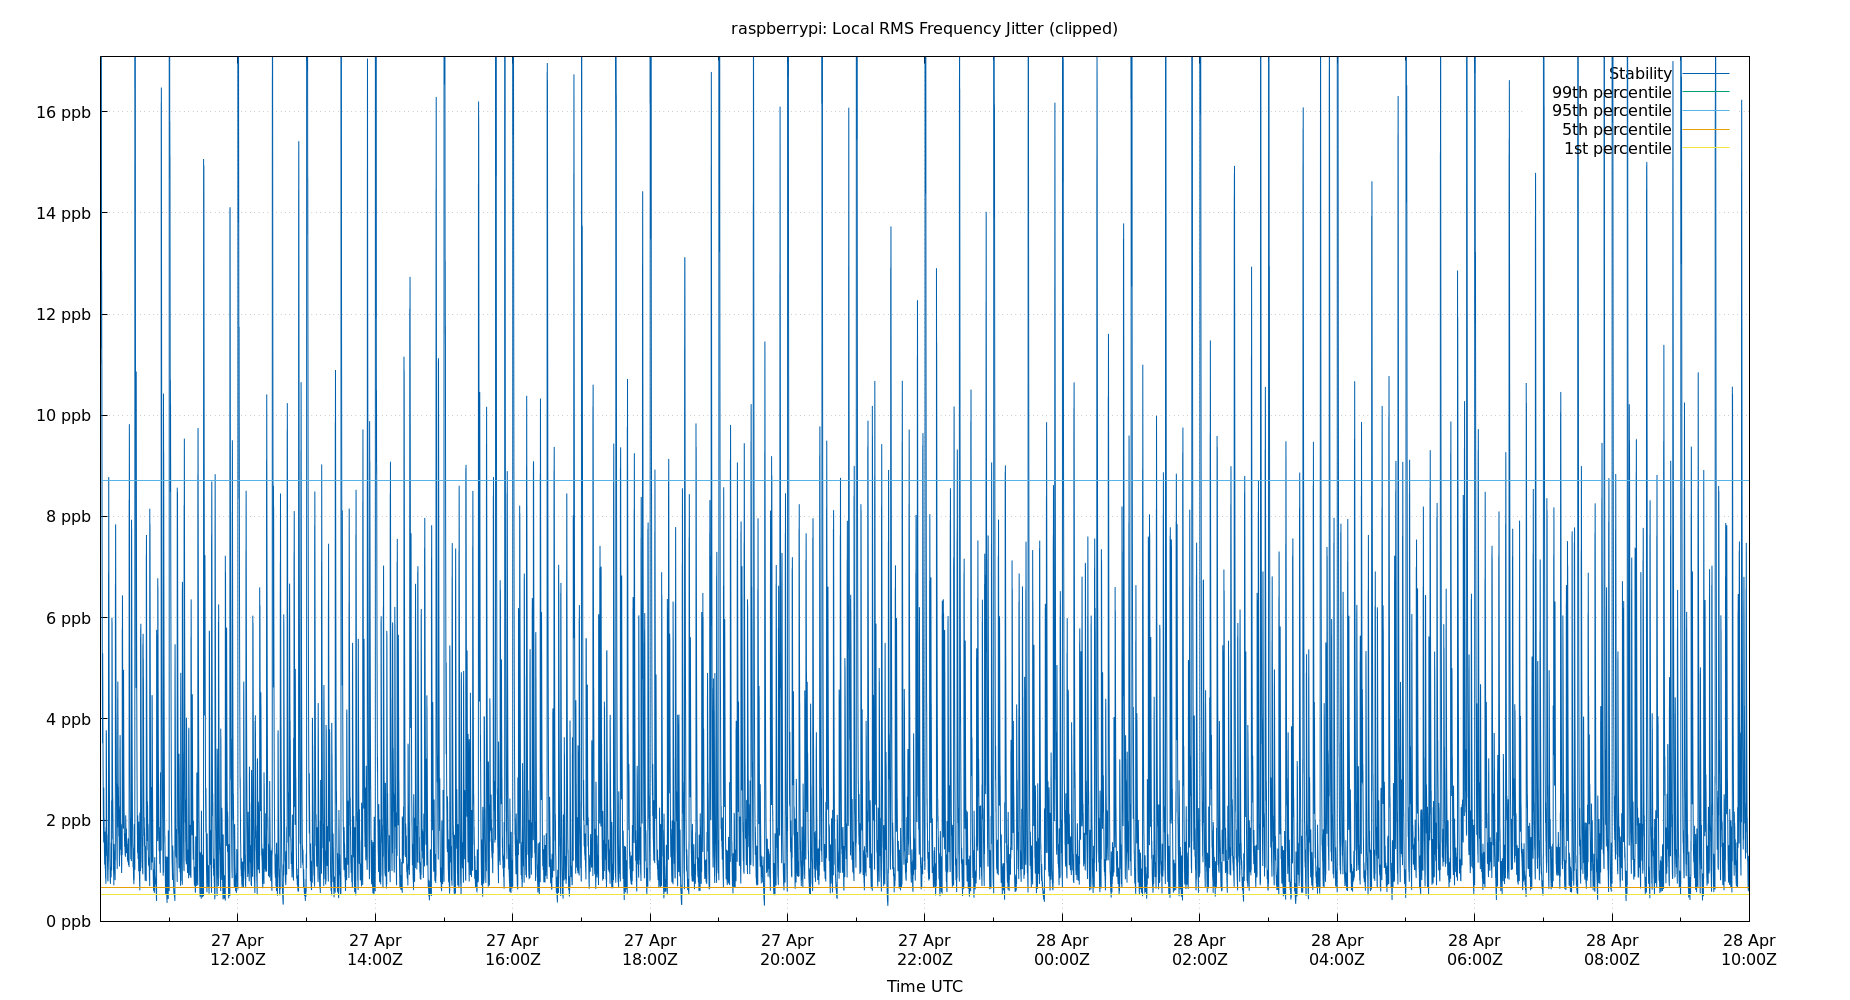 raspberrypi: Local RMS Frequency Jitter (clipped)
Stability
99th percentile
95th percentile
5th percentile
1st percentile
16 ppb
14 ppb
12 ppb
10 ppb
8 ppb
6 ppb
4 ppb
2 ppb
0 ppb
27 Apr 27 Apr 27 Apr 27 Apr 27 Apr 27 Apr 28 Apr 28 Apr 28 Apr 28 Apr 28 Apr 28 Apr
12:00Z 14:00Z 16:00Z 18:00Z 20:00Z 22:00Z 00:00Z 02:00Z 04:00Z 06:00Z 08:00Z 10:00Z
Time UTC